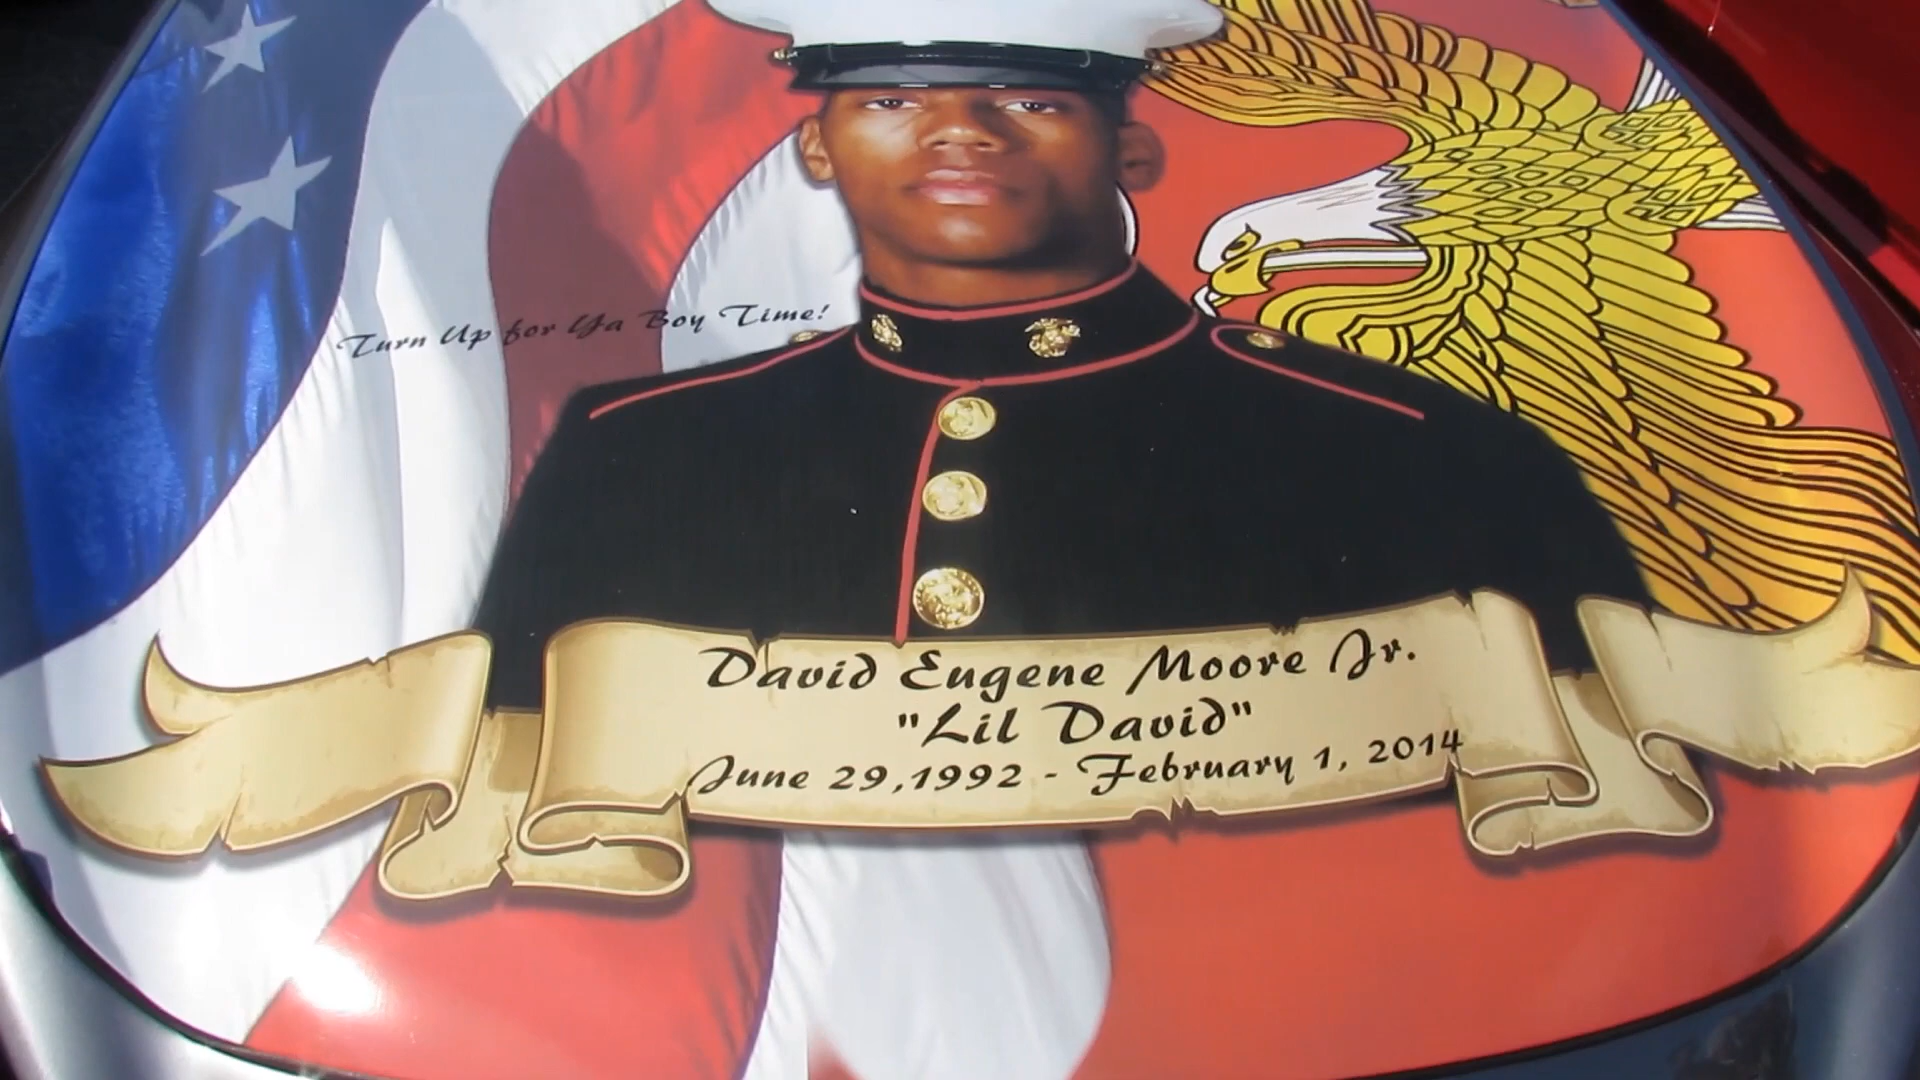 Turn Up for Ya Boy Time!
David Eugene Moore Jr.
"Lil David"
June 29,1992 - February 1, 2014